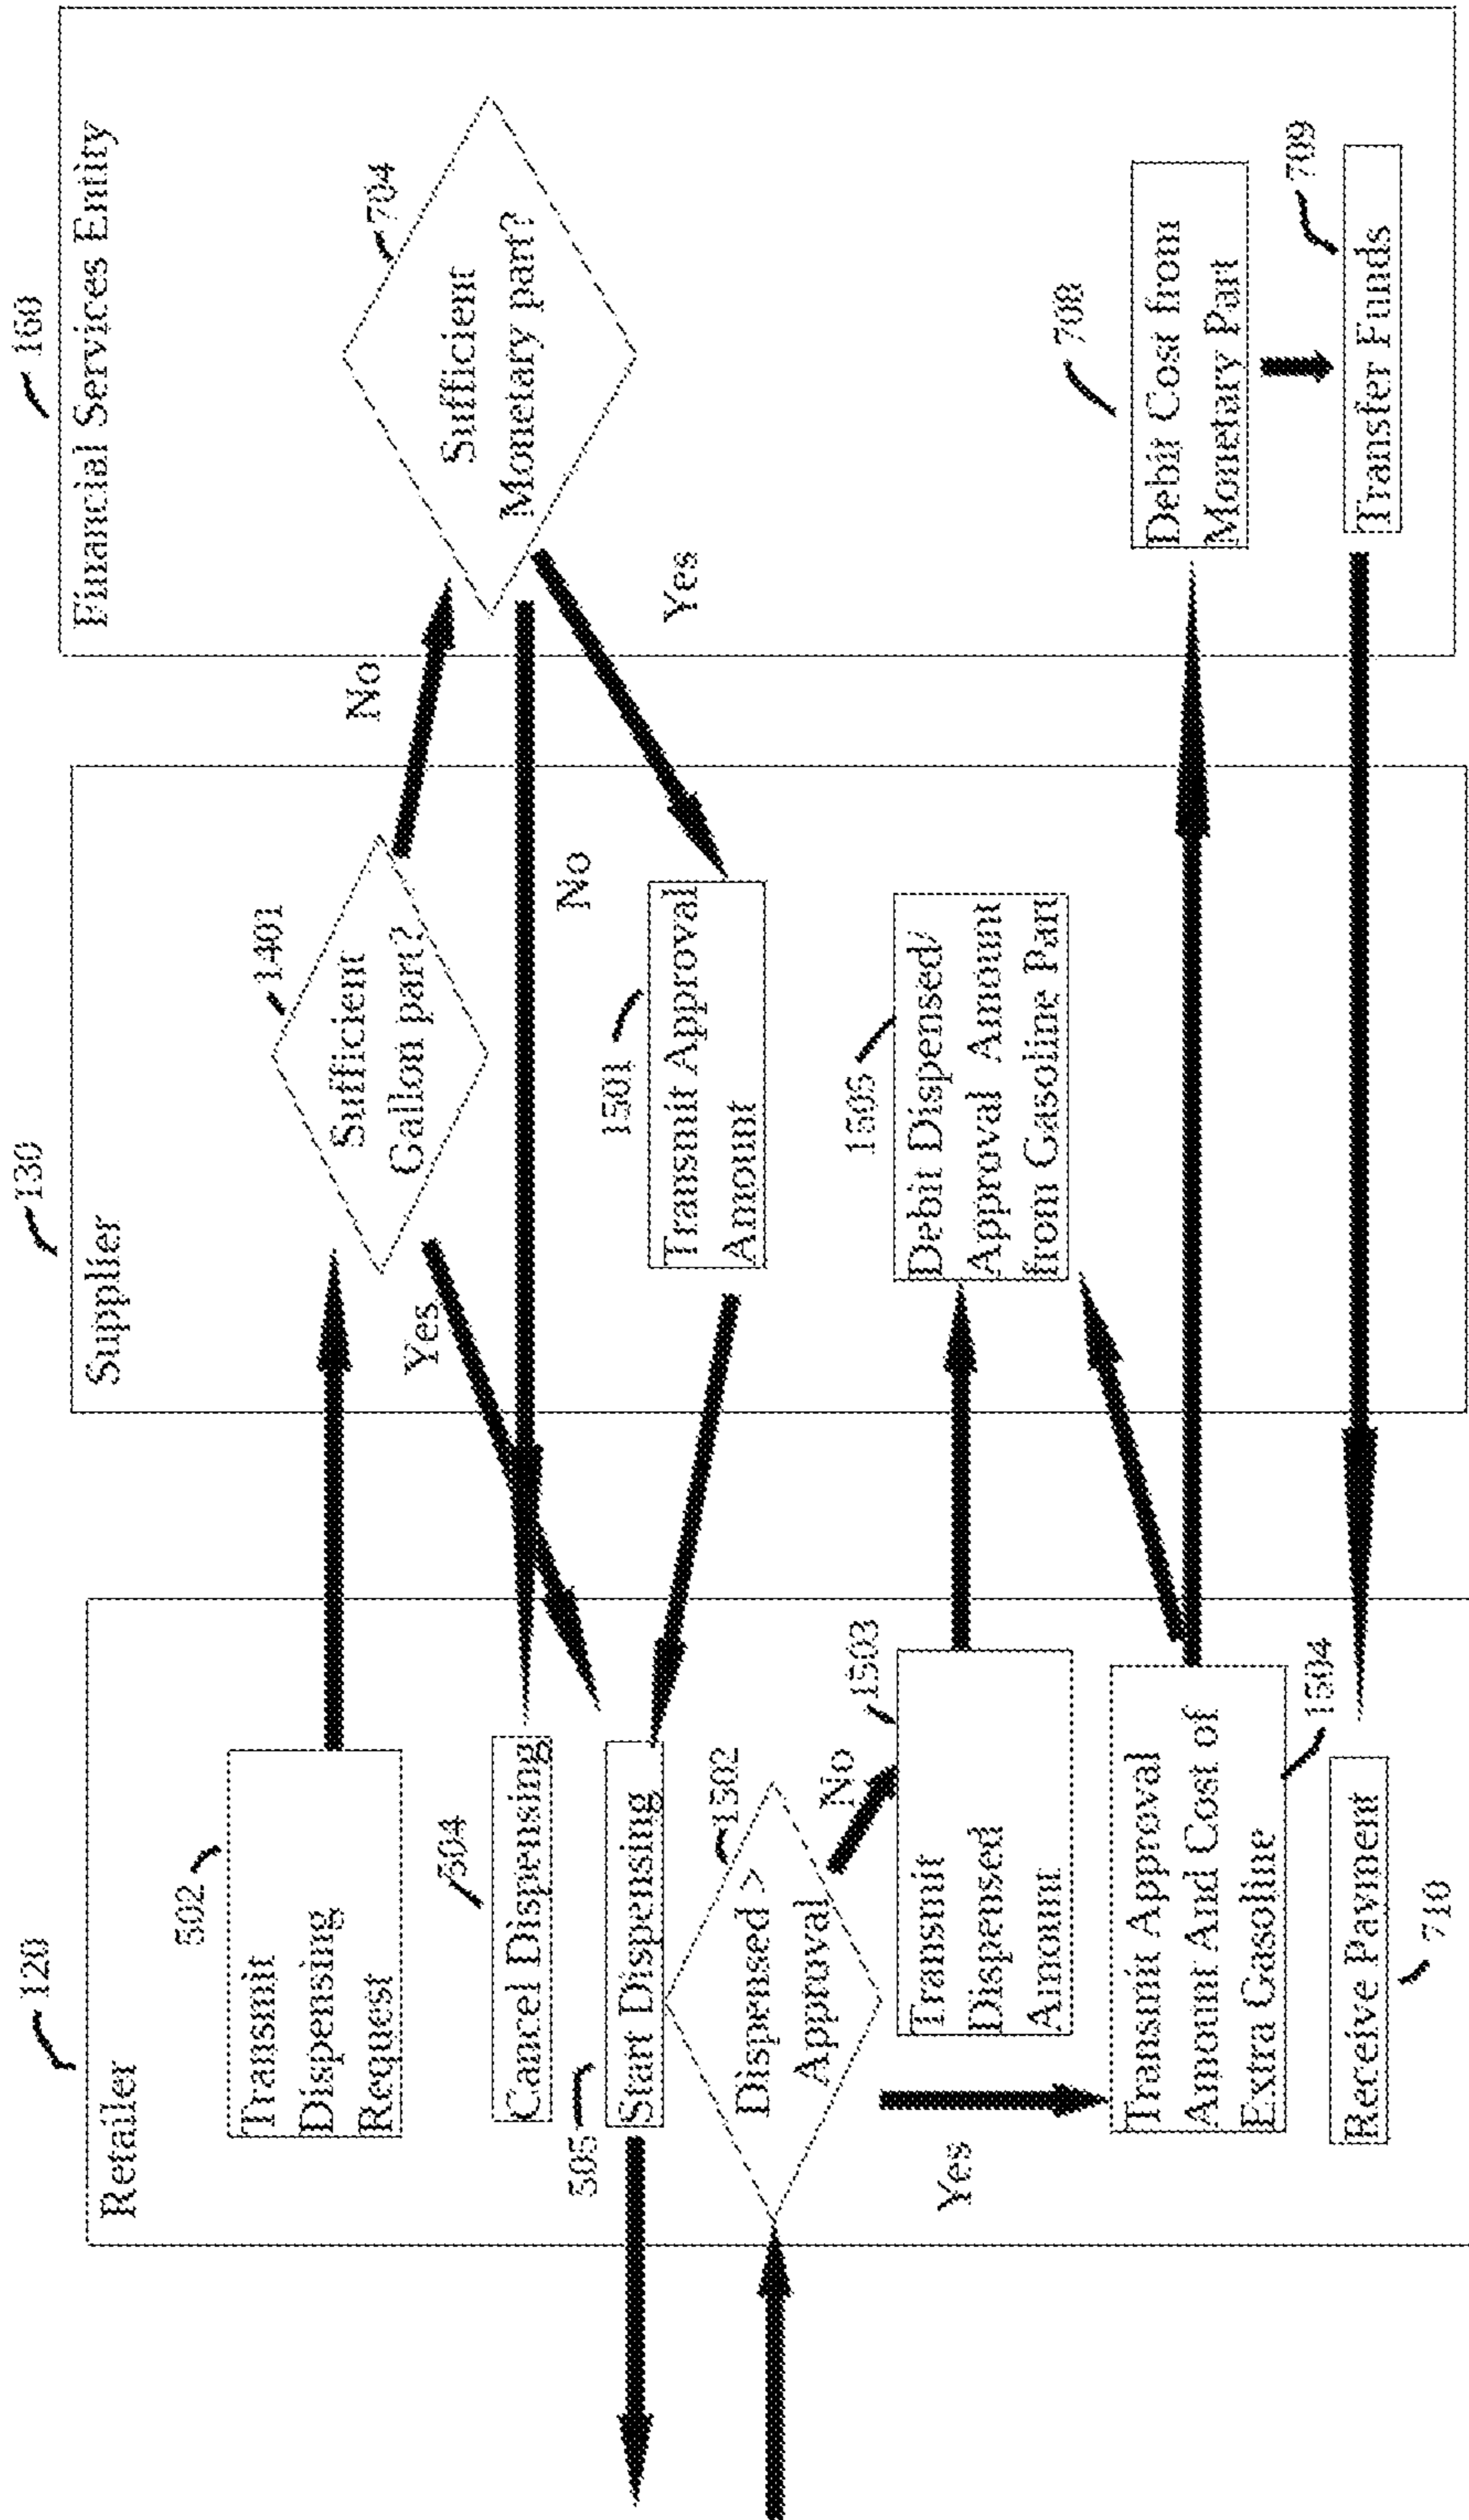 120
Retailer
502
Transmit
Dispensing
Request
504
Cancel Dispensing
505
Start Dispensing
1502
Dispensed >
Approval
No
1503
Transmit
Dispensed
Amount
Yes
Transmit Approval
Amount And Cost of
Extra Gasoline
1504
Receive Payment
710
130
Supplier
1401
Sufficient
Gallon part?
Yes
No
No
1501
Transmit Approval
Amount
1505
Debit Dispensed/
Approval Amount
from Gasoline Part
160
Financial Services Entity
704
Sufficient
Monetary part?
Yes
708
Debit Cost from
Monetary Part
709
Transfer Funds